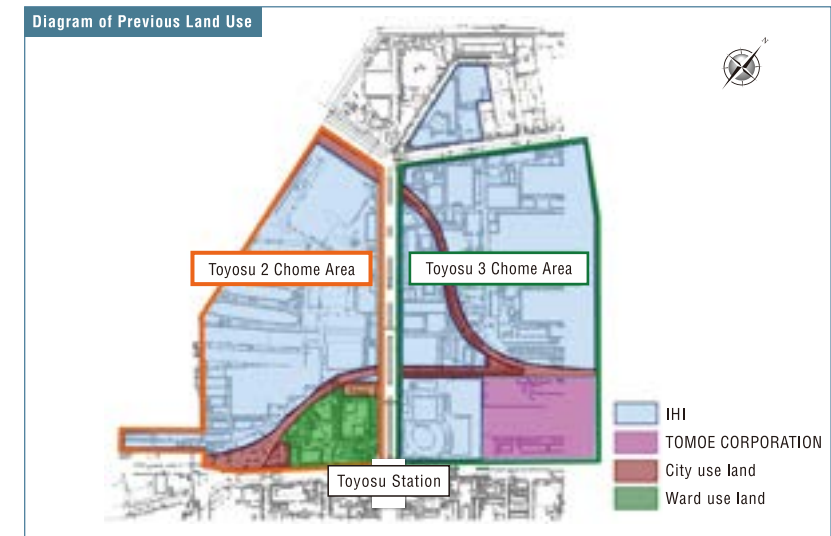 Diagram of Previous Land Use
N
Toyosu 2 Chome Area
Toyosu 3 Chome Area
IHI
TOMOE CORPORATION
City use land
Ward use land
Toyosu Station